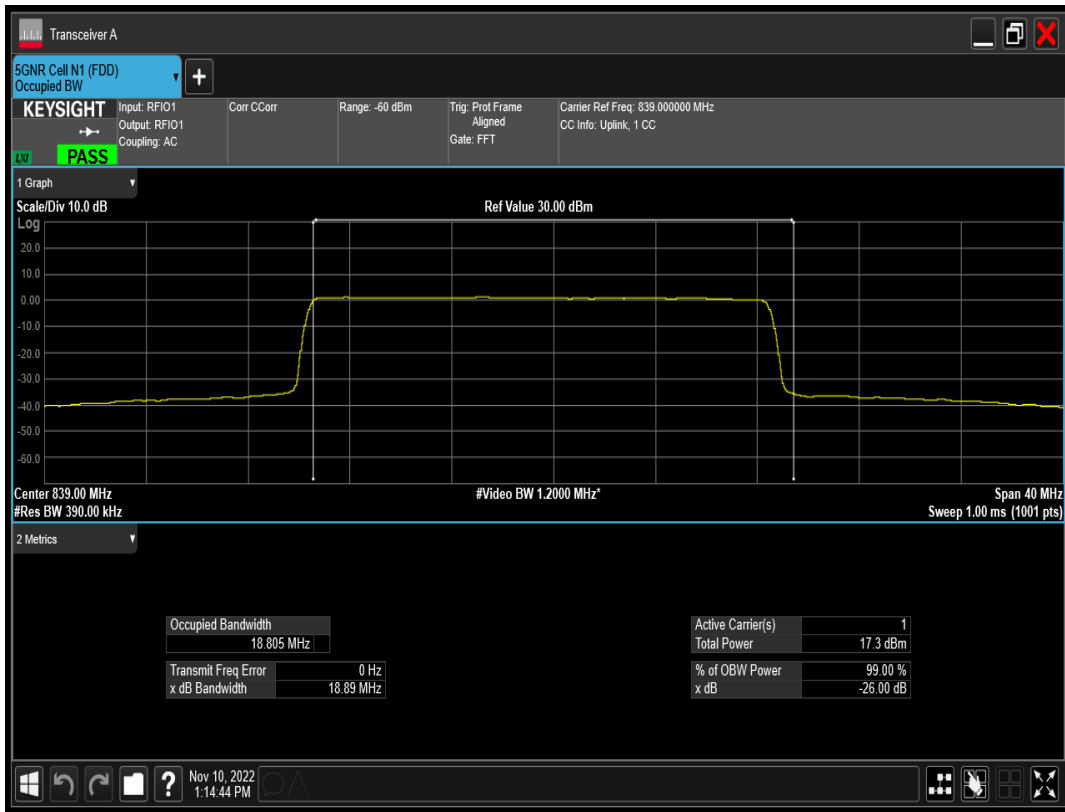 Transceiver A
5GNR Cell N1 (FDD)
Occupied BW
+
KEYSIGHT
LXI
PASS
Input: RFIO1
Output: RFIO1
Coupling: AC
Corr CCorr
Range: -60 dBm
Trig: Prot Frame
Aligned
Gate: FFT
Carrier Ref Freq: 839.000000 MHz
CC Info: Uplink, 1 CC
1 Graph
Scale/Div 10.0 dB
Ref Value 30.00 dBm
Log
20.0
10.0
0.00
-10.0
-20.0
-30.0
-40.0
-50.0
-60.0
Center 839.00 MHz
#Video BW 1.2000 MHz*
Span 40 MHz
#Res BW 390.00 kHz
Sweep 1.00 ms (1001 pts)
2 Metrics
Occupied Bandwidth
18.805 MHz
Transmit Freq Error 0 Hz
x dB Bandwidth 18.89 MHz
Active Carrier(s) 1
Total Power 17.3 dBm
% of OBW Power 99.00 %
x dB -26.00 dB
?
Nov 10, 2022
1:14:44 PM